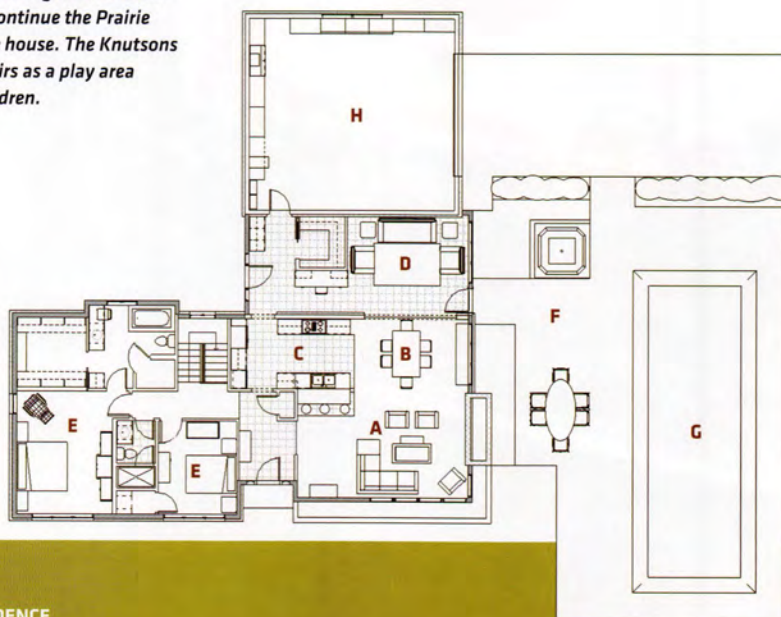 ontinue the Prairie
house. The Knutsons
irs as a play area
dren.
H
D
F
C
B
A
E
E
G
DENCE